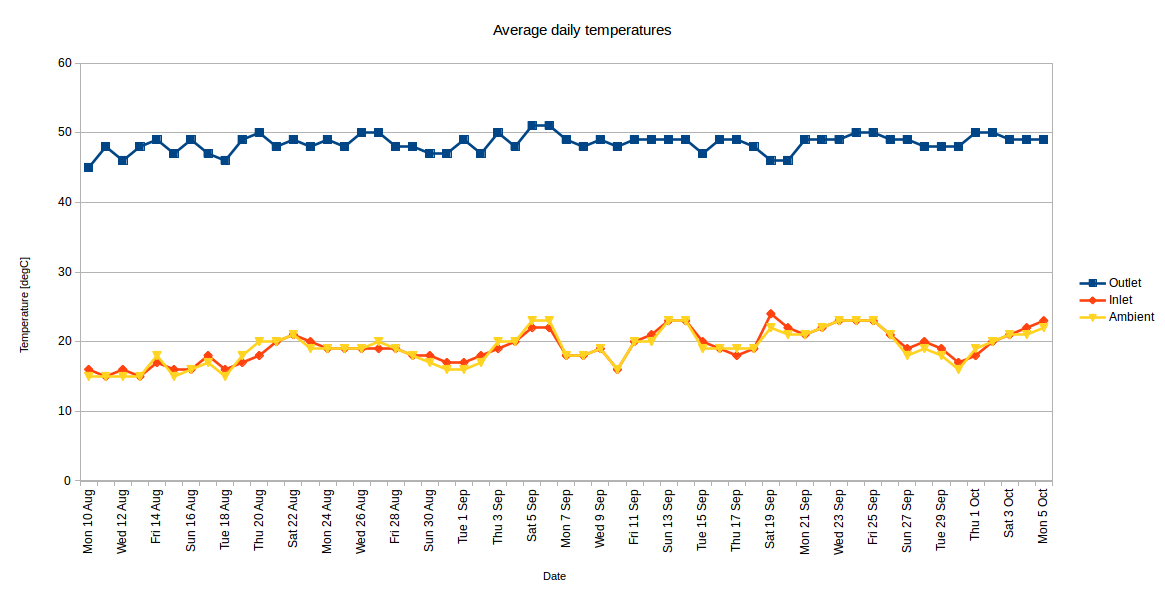 Average daily temperatures
60
50
40
30
20
10
0
Temperature [degC]
Mon 10 Aug
Wed 12 Aug
Fri 14 Aug
Sun 16 Aug
Tue 18 Aug
Thu 20 Aug
Sat 22 Aug
Mon 24 Aug
Wed 26 Aug
Fri 28 Aug
Sun 30 Aug
Tue 1 Sep
Thu 3 Sep
Sat 5 Sep
Mon 7 Sep
Wed 9 Sep
Fri 11 Sep
Sun 13 Sep
Tue 15 Sep
Thu 17 Sep
Sat 19 Sep
Mon 21 Sep
Wed 23 Sep
Fri 25 Sep
Sun 27 Sep
Tue 29 Sep
Thu 1 Oct
Sat 3 Oct
Mon 5 Oct
Date
Outlet
Inlet
Ambient